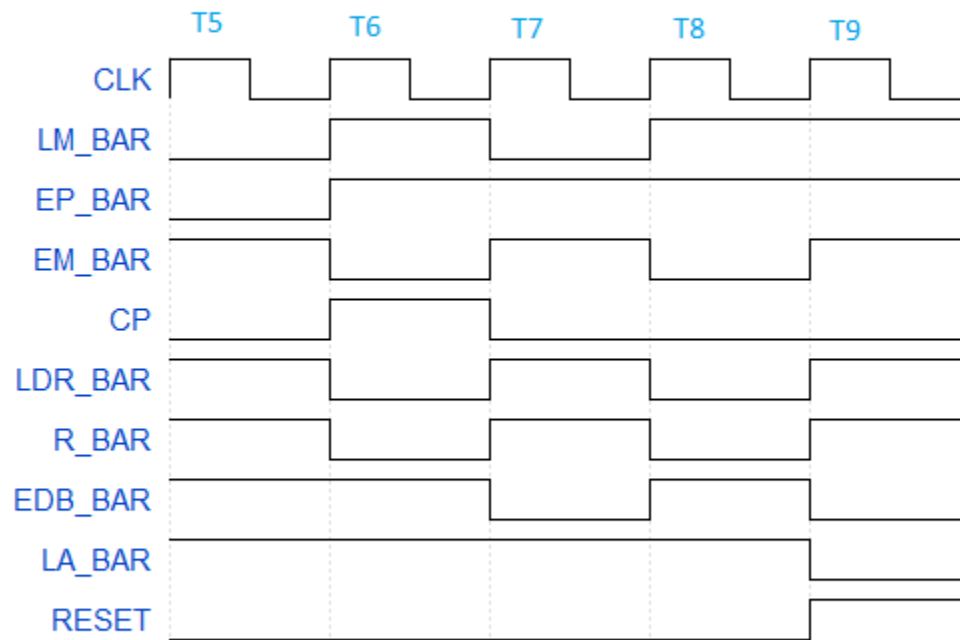 T5 T6 T7 T8 T9
CLK
LM_BAR
EP_BAR
EM_BAR
CP
LDR_BAR
R_BAR
EDB_BAR
LA_BAR
RESET